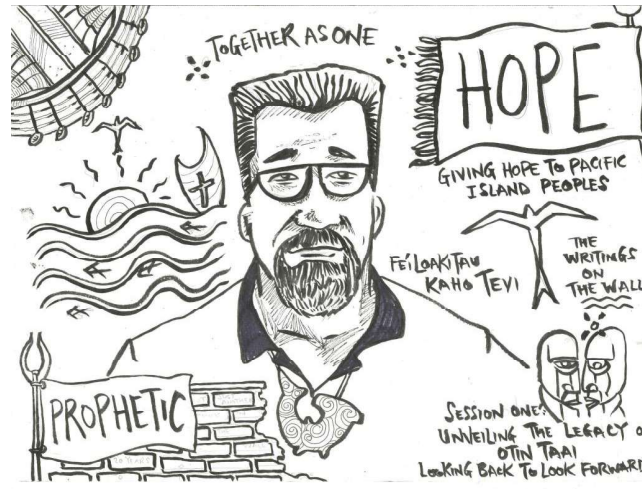 TOGETHER AS ONE
HOPE
GIVING HOPE TO PACIFIC
ISLAND PEOPLES
FE'ILOAKITAU
KAHO TEVI
THE
WRITINGS
ON
THE WALL
PROPHETIC
SESSION ONE:
UNVEILING THE LEGACY O
OTIN TAAI
LOOKING BACK TO LOOK FORWARD